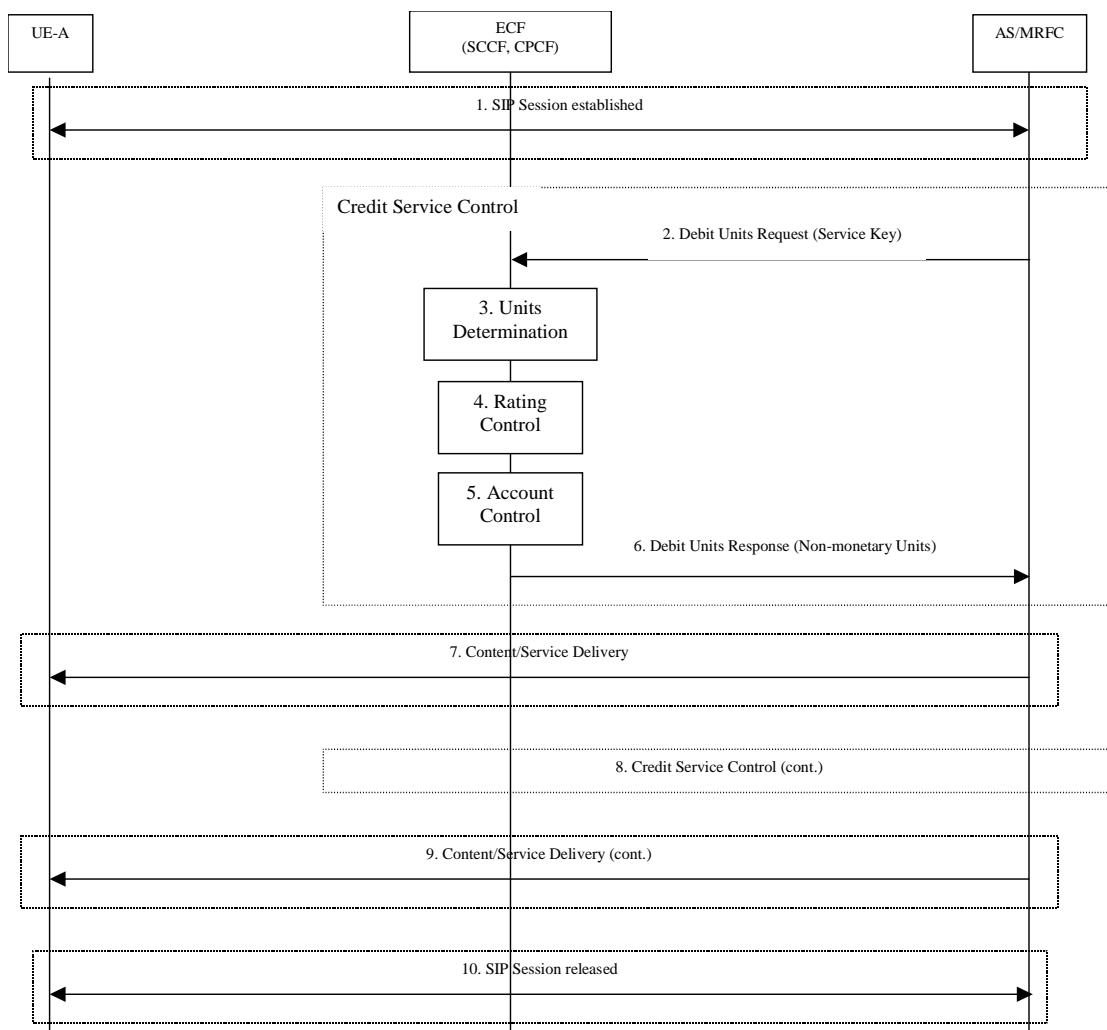 UE-A
ECF
(SCCF, CPCF)
AS/MRFC
1. SIP Session established
Credit Service Control
2. Debit Units Request (Service Key)
3. Units
Determination
4. Rating
Control
5. Account
Control
6. Debit Units Response (Non-monetary Units)
7. Content/Service Delivery
8. Credit Service Control (cont.)
9. Content/Service Delivery (cont.)
10. SIP Session released